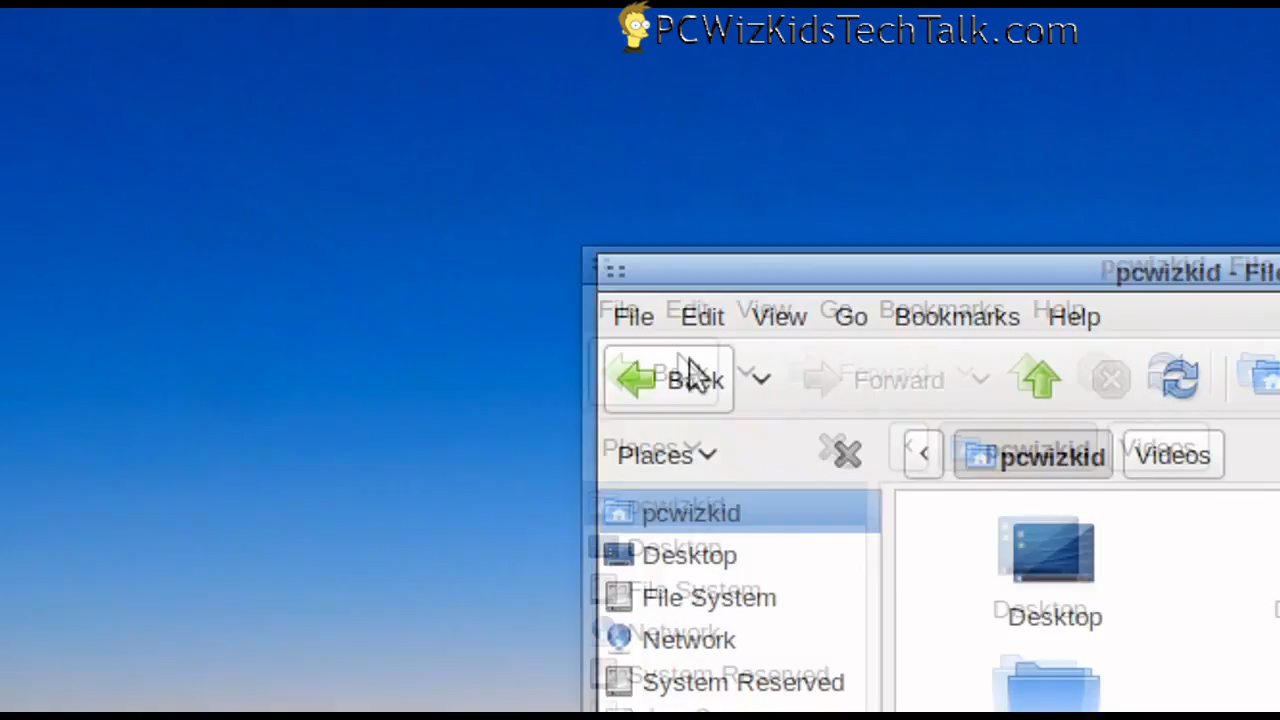 PCWizKidsTechTalk.com
pcwizkid - File
File Edit View Go Bookmarks Help
Back Forward
Places pcwizkid Videos
pcwizkid
Desktop
File System
Network
System Reserved
Desktop